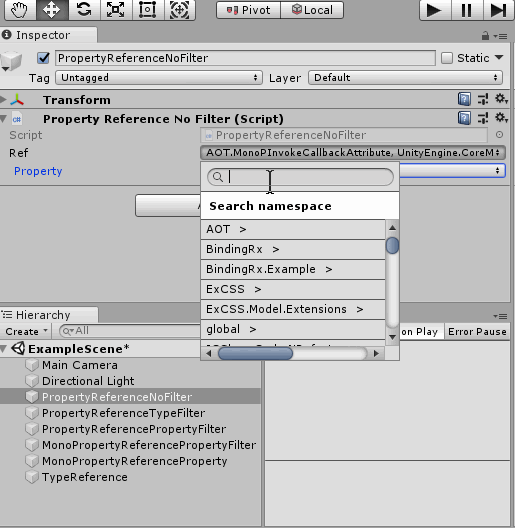 Pivot Local
Inspector
PropertyReferenceNoFilter Static
Tag Untagged Layer Default
Transform
Property Reference No Filter (Script)
Script PropertyReferenceNoFilter
Ref AOT.MonoPInvokeCallbackAttribute, UnityEngine.CoreM
Property
Search namespace
AOT >
BindingRx >
BindingRx.Example >
ExCSS >
ExCSS.Model.Extensions >
global >
Hierarchy
Create All on Play Error Pause
ExampleScene*
Main Camera
Directional Light
PropertyReferenceNoFilter
PropertyReferenceTypeFilter
PropertyReferencePropertyFilter
MonoPropertyReferencePropertyFilter
MonoPropertyReferenceProperty
TypeReference